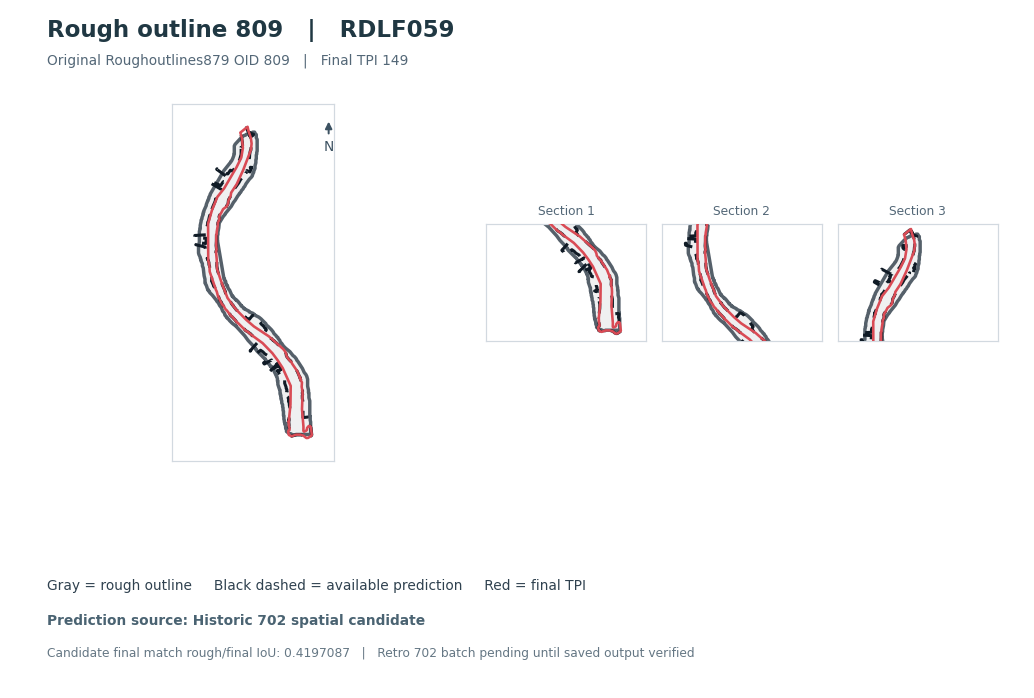 Rough outline 809   |   RDLF059
Original Roughoutlines879 OID 809   |   Final TPI 149
N
Section 1
Section 2
Section 3
Gray = rough outline     Black dashed = available prediction     Red = final TPI
Prediction source: Historic 702 spatial candidate
Candidate final match rough/final IoU: 0.4197087   |   Retro 702 batch pending until saved output verified